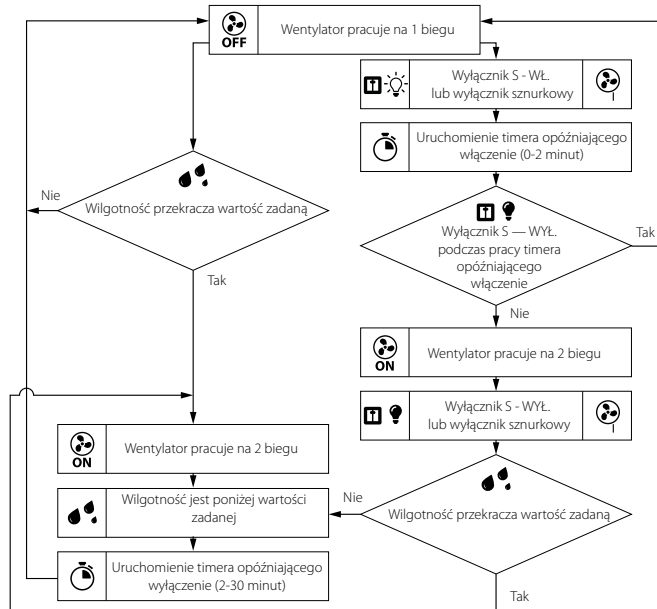 OFF
Wentylator pracuje na 1 biegu
Wyłącznik S - WŁ.
lub wyłącznik sznurkowy
Uruchomienie timera opóźniającego
włączenie (0-2 minut)
Nie
Wilgotność przekracza wartość zadaną
Tak
Wyłącznik S — WYŁ.
podczas pracy timera
opóźniającego
włączenie
Tak
Nie
ON
Wentylator pracuje na 2 biegu
Wyłącznik S - WYŁ.
lub wyłącznik sznurkowy
ON
Wentylator pracuje na 2 biegu
Wilgotność jest poniżej wartości
zadanej
Nie
Wilgotność przekracza wartość zadaną
Uruchomienie timera opóźniającego
wyłączenie (2-30 minut)
Tak